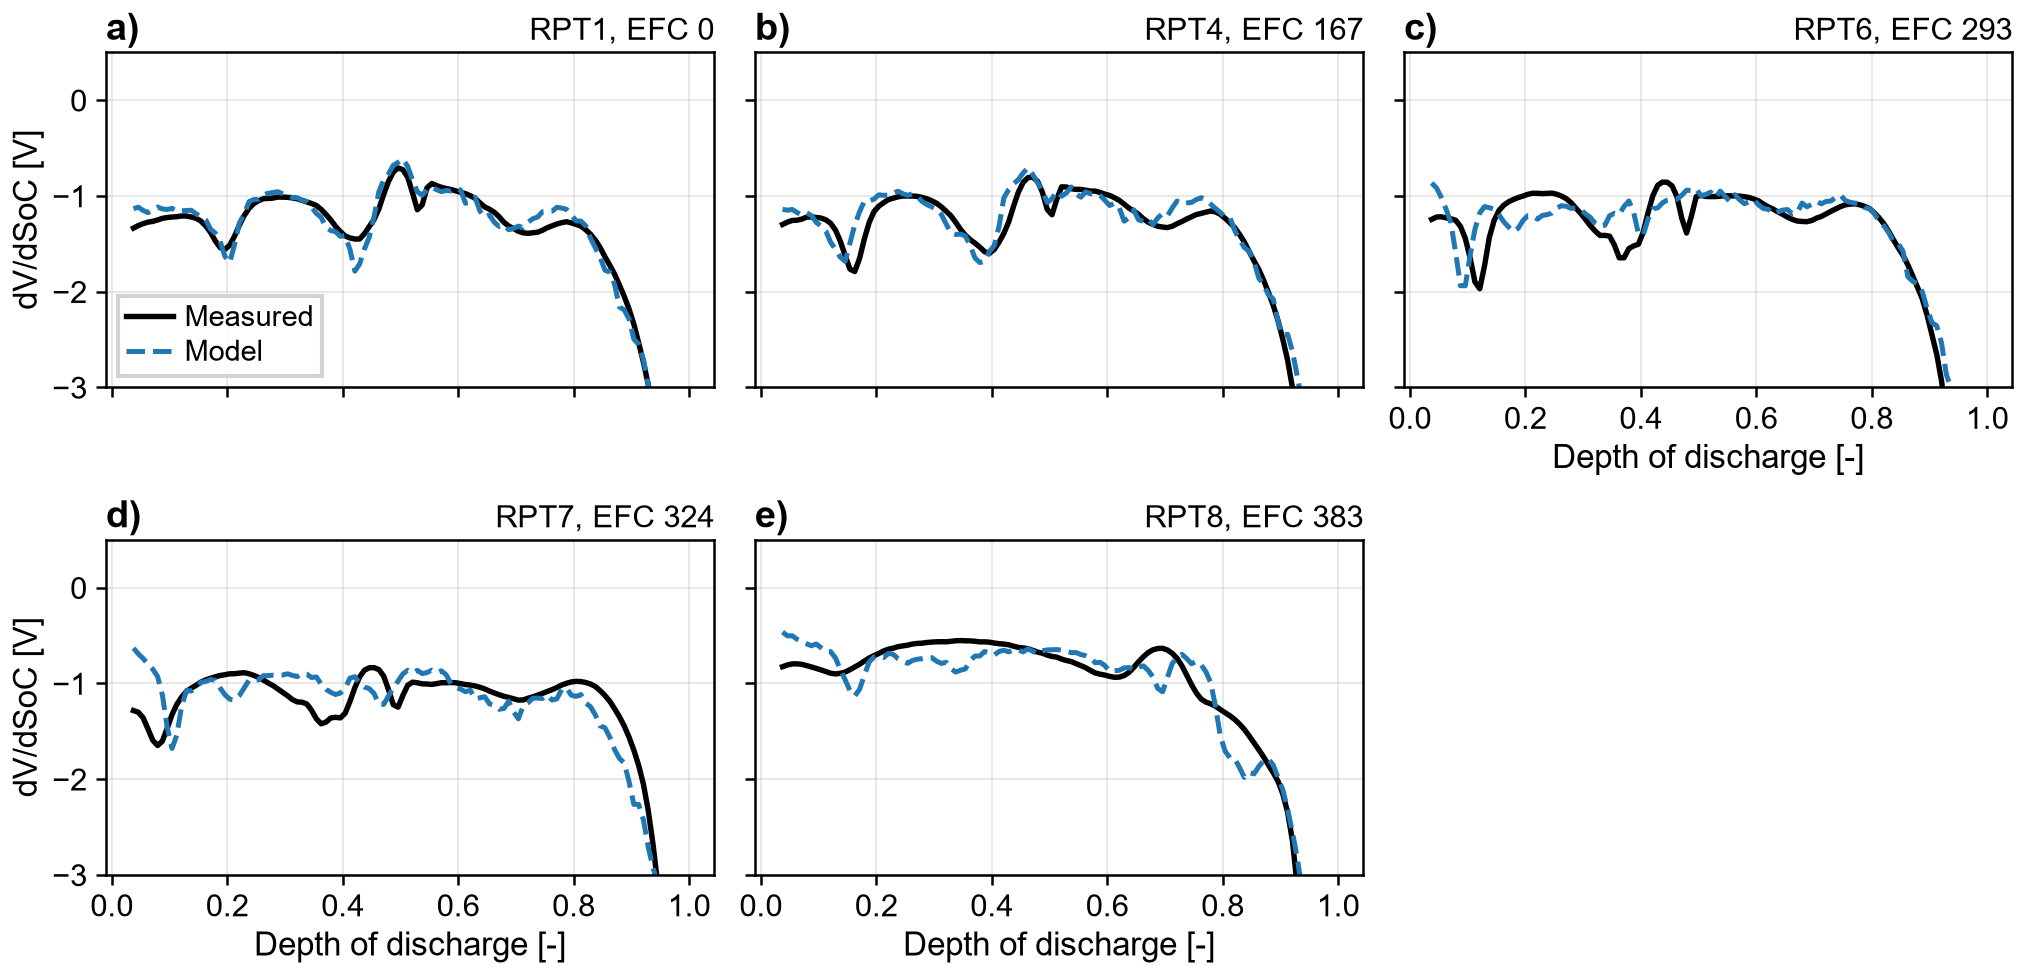 a) RPT1, EFC 0
b) RPT4, EFC 167
c) RPT6, EFC 293
dV/dSoC [V]
0
−1
−2
−3
Measured
Model
0.0 0.2 0.4 0.6 0.8 1.0
Depth of discharge [-]
d) RPT7, EFC 324
e) RPT8, EFC 383
dV/dSoC [V]
0
−1
−2
−3
0.0 0.2 0.4 0.6 0.8 1.0
Depth of discharge [-]
0.0 0.2 0.4 0.6 0.8 1.0
Depth of discharge [-]